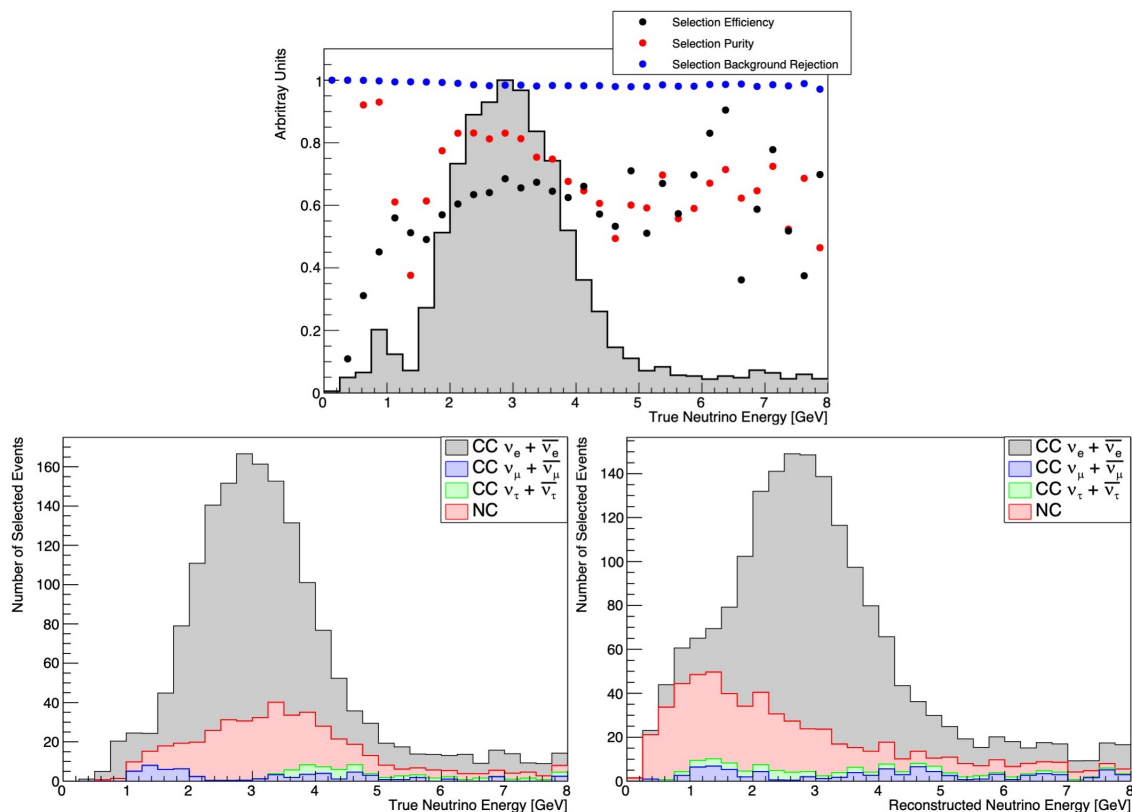 Selection Efficiency
Selection Purity
Selection Background Rejection
Arbritray Units
1
0.8
0.6
0.4
0.2
0
0 1 2 3 4 5 6 7 8
True Neutrino Energy [GeV]
CC νe + ν̅e
CC νμ + ν̅μ
CC ντ + ν̅τ
NC
Number of Selected Events
160
140
120
100
80
60
40
20
0
0 1 2 3 4 5 6 7 8
True Neutrino Energy [GeV]
CC νe + ν̅e
CC νμ + ν̅μ
CC ντ + ν̅τ
NC
Number of Selected Events
140
120
100
80
60
40
20
0
0 1 2 3 4 5 6 7 8
Reconstructed Neutrino Energy [GeV]